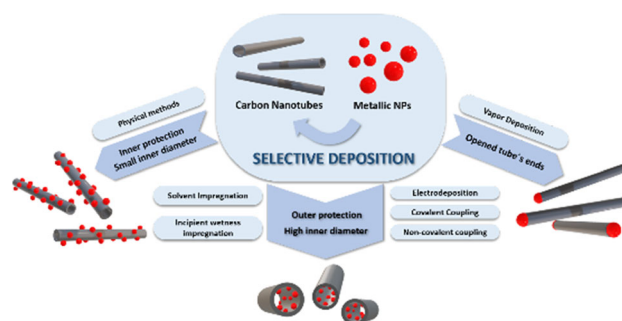 Carbon Nanotubes
Metallic NPs
SELECTIVE DEPOSITION
Physical methods
Inner protection
Small inner diameter
Vapor Deposition
Opened tube's ends
Solvent Impregnation
Incipient wetness
impregnation
Outer protection
High inner diameter
Electrodeposition
Covalent Coupling
Non-covalent coupling